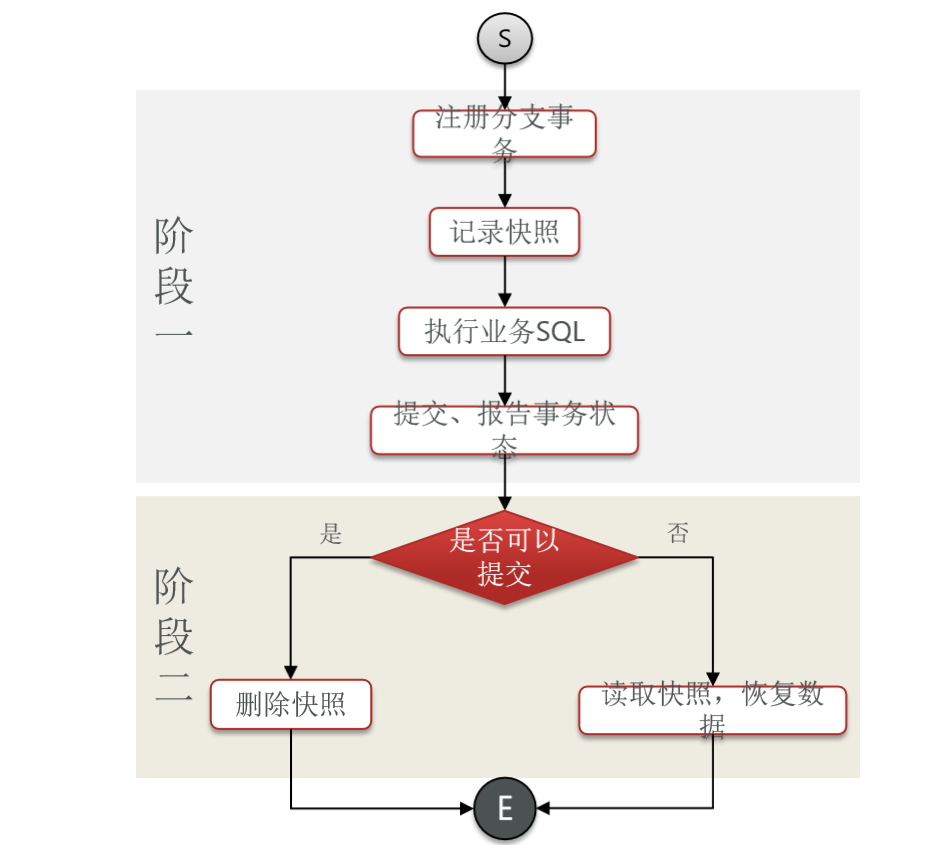 S
注册分支事
务
记录快照
阶
段
一
执行业务SQL
提交、报告事务状
态
是
否
是否可以
提交
阶
段
二
删除快照
读取快照，恢复数
据
E